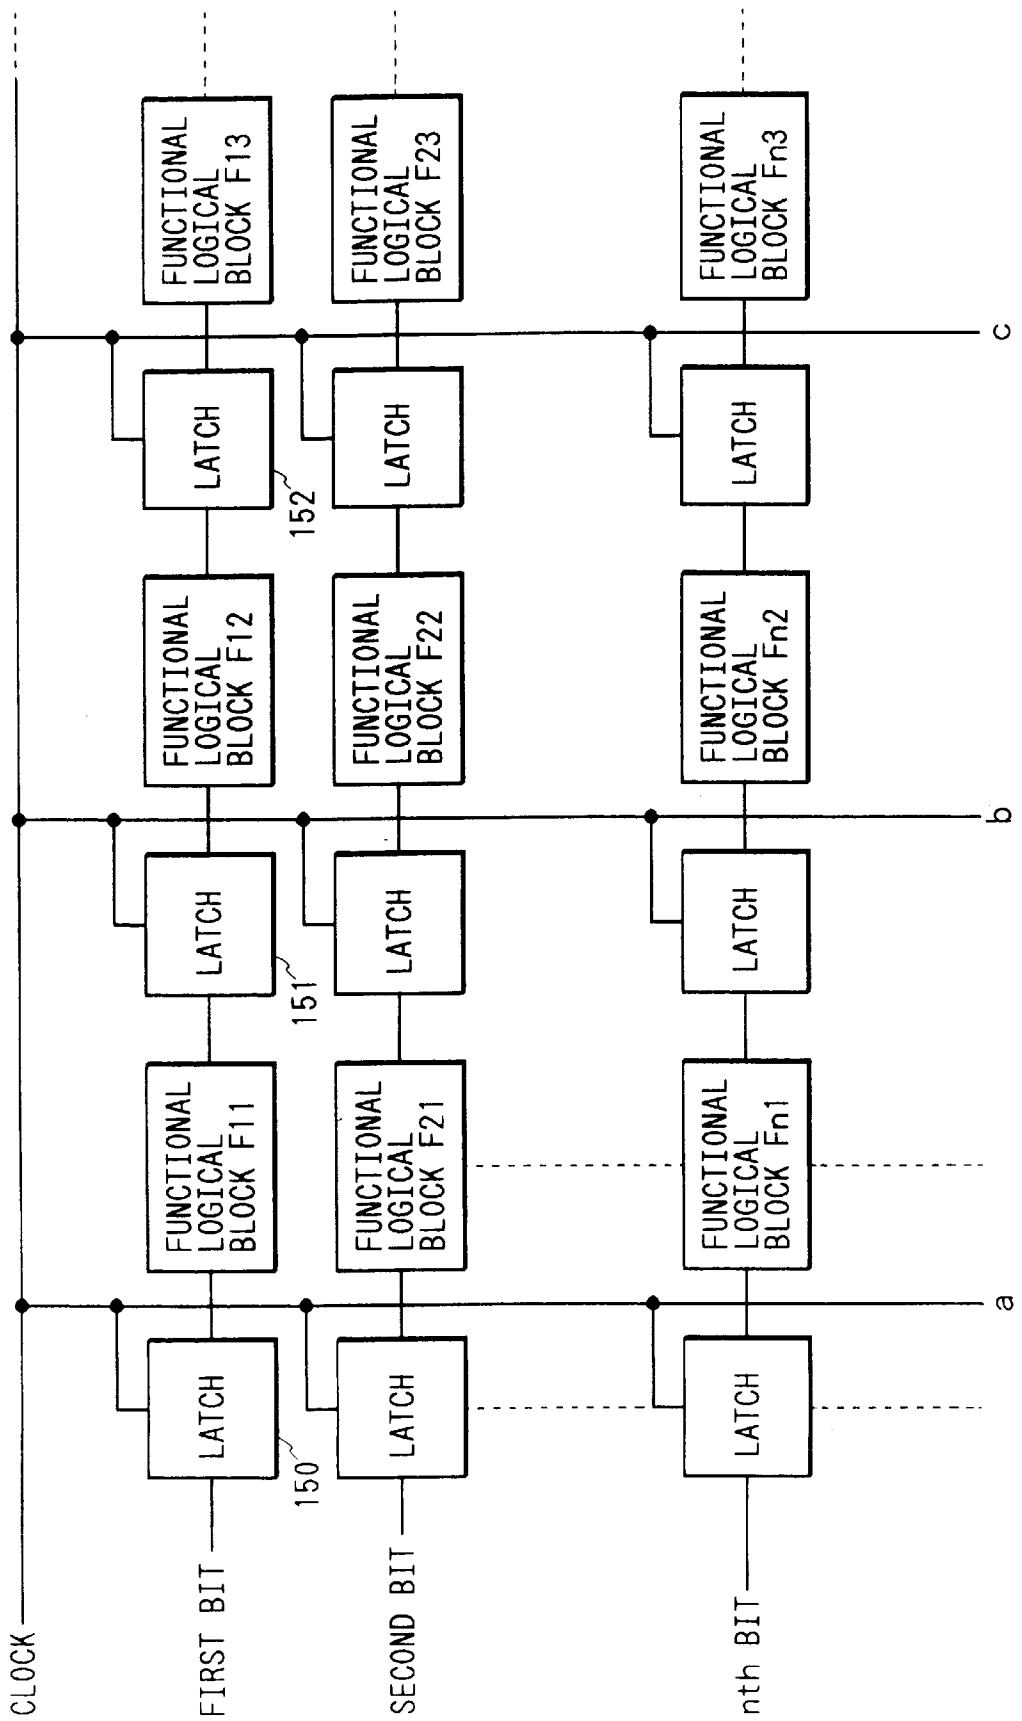 CLOCK
FIRST BIT
LATCH
150
FUNCTIONAL
LOGICAL
BLOCK F11
LATCH
151
FUNCTIONAL
LOGICAL
BLOCK F12
LATCH
152
FUNCTIONAL
LOGICAL
BLOCK F13
SECOND BIT
LATCH
FUNCTIONAL
LOGICAL
BLOCK F21
LATCH
FUNCTIONAL
LOGICAL
BLOCK F22
LATCH
FUNCTIONAL
LOGICAL
BLOCK F23
nth BIT
LATCH
FUNCTIONAL
LOGICAL
BLOCK Fn1
LATCH
FUNCTIONAL
LOGICAL
BLOCK Fn2
LATCH
FUNCTIONAL
LOGICAL
BLOCK Fn3
a
b
c